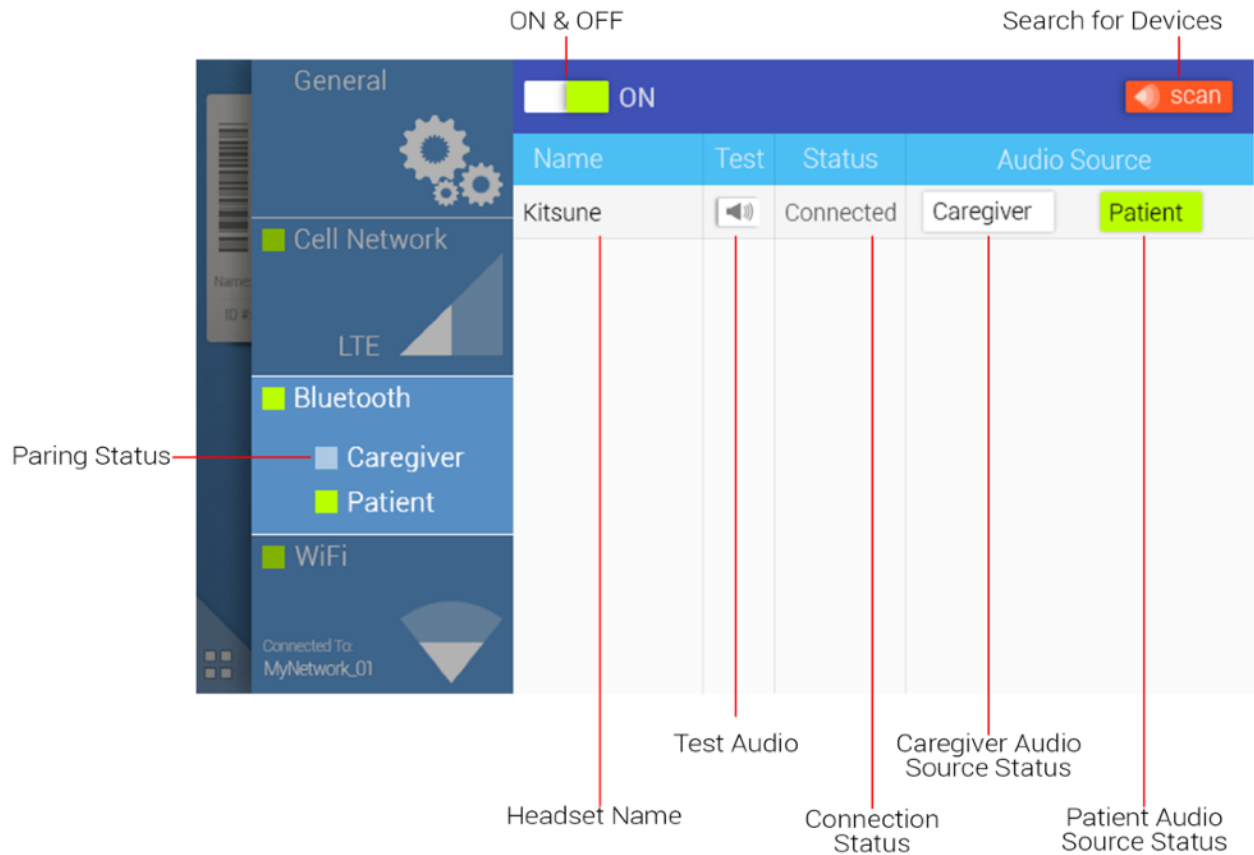 ON & OFF
Search for Devices
General
ON
scan
Name
Test
Status
Audio Source
Kitsune
Connected
Caregiver
Patient
Cell Network
Name:
ID #:
LTE
Bluetooth
Paring Status
Caregiver
Patient
WiFi
Connected To:
MyNetwork_01
Test Audio
Caregiver Audio
Source Status
Headset Name
Connection
Status
Patient Audio
Source Status